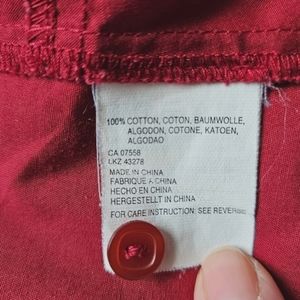 100% COTTON, COTON, BAUMWOLLE,
ALGODON, COTONE, KATOEN,
ALGODAO
CA 07558
LKZ 43278
MADE IN CHINA
FABRIQUE A CHINA
HECHO EN CHINA
HERGESTELLT IN CHINA
FOR CARE INSTRUCTION: SEE REVERSE